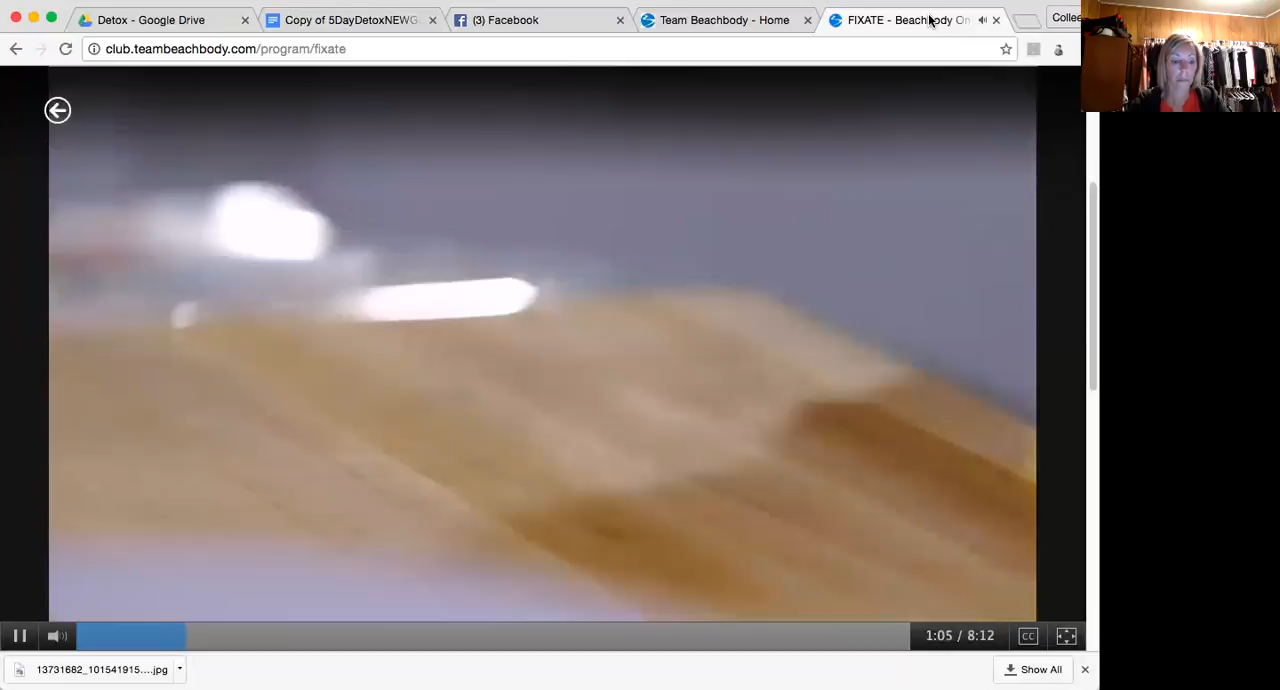 Detox - Google Drive
Copy of 5DayDetoxNEWG
(3) Facebook
Team Beachbody - Home
FIXATE - Beachbody On
Collee
club.teambeachbody.com/program/fixate
1:05 / 8:12
CC
13731682_101541915....jpg
Show All